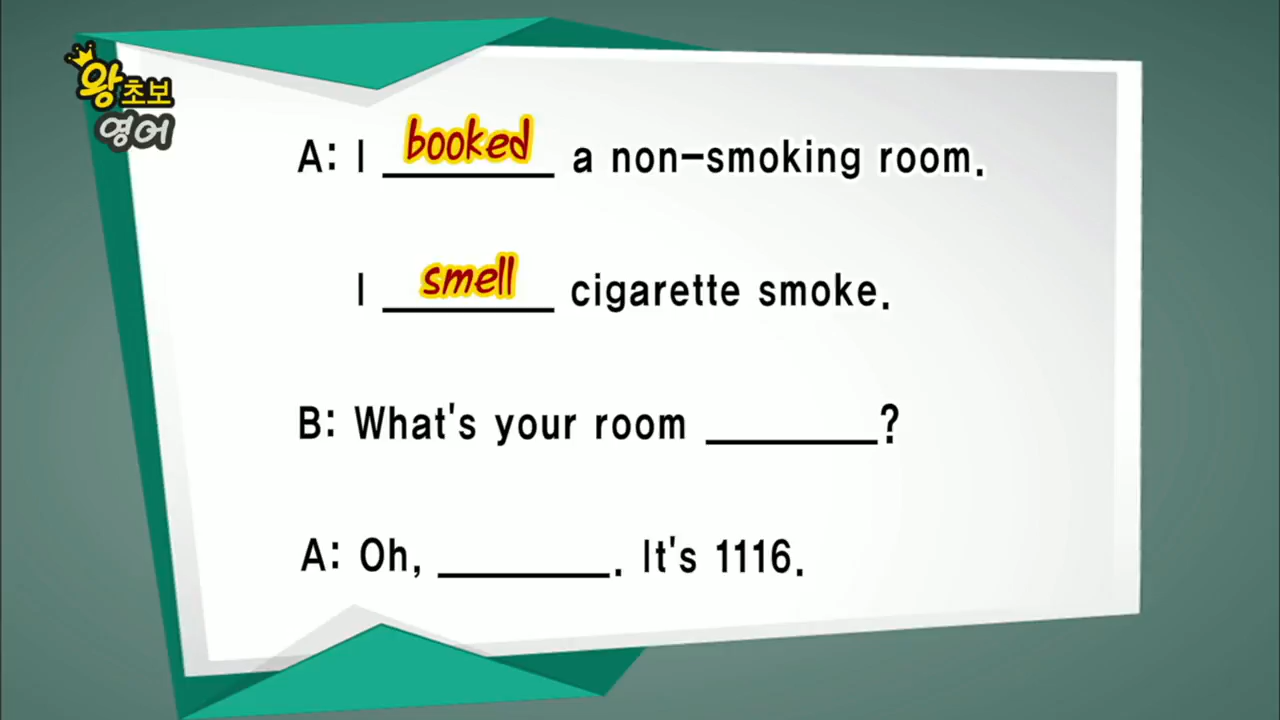 왕초보
영어
A: I booked a non-smoking room.
I smell cigarette smoke.
B: What's your room ________?
A: Oh, ________. It's 1116.